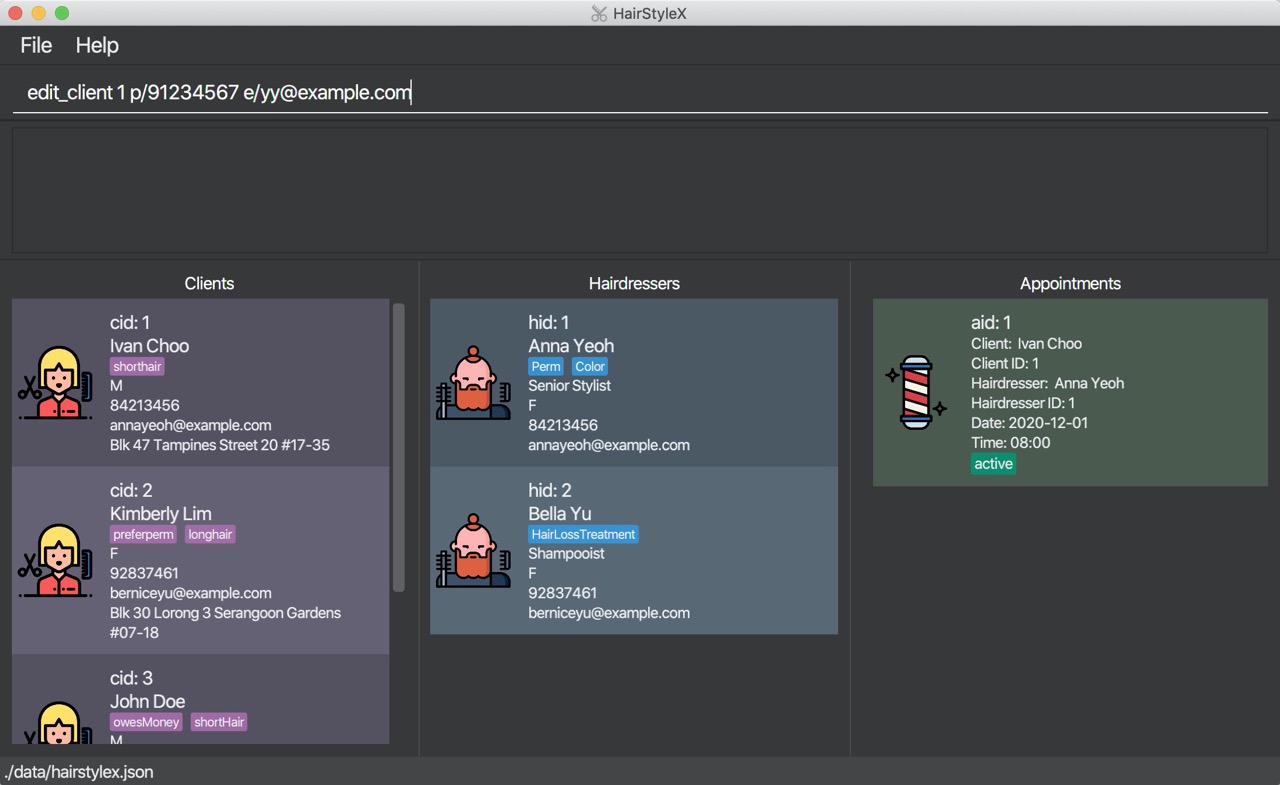 HairStyleX
File Help
edit_client 1 p/91234567 e/yy@example.com
Clients
cid: 1
Ivan Choo
shorthair
M
84213456
annayeoh@example.com
Blk 47 Tampines Street 20 #17-35
cid: 2
Kimberly Lim
preferperm longhair
F
92837461
berniceyu@example.com
Blk 30 Lorong 3 Serangoon Gardens
#07-18
cid: 3
John Doe
owesMoney shortHair
M
Hairdressers
hid: 1
Anna Yeoh
Perm Color
Senior Stylist
F
84213456
annayeoh@example.com
hid: 2
Bella Yu
HairLossTreatment
Shampooist
F
92837461
berniceyu@example.com
Appointments
aid: 1
Client: Ivan Choo
Client ID: 1
Hairdresser: Anna Yeoh
Hairdresser ID: 1
Date: 2020-12-01
Time: 08:00
active
./data/hairstylex.json